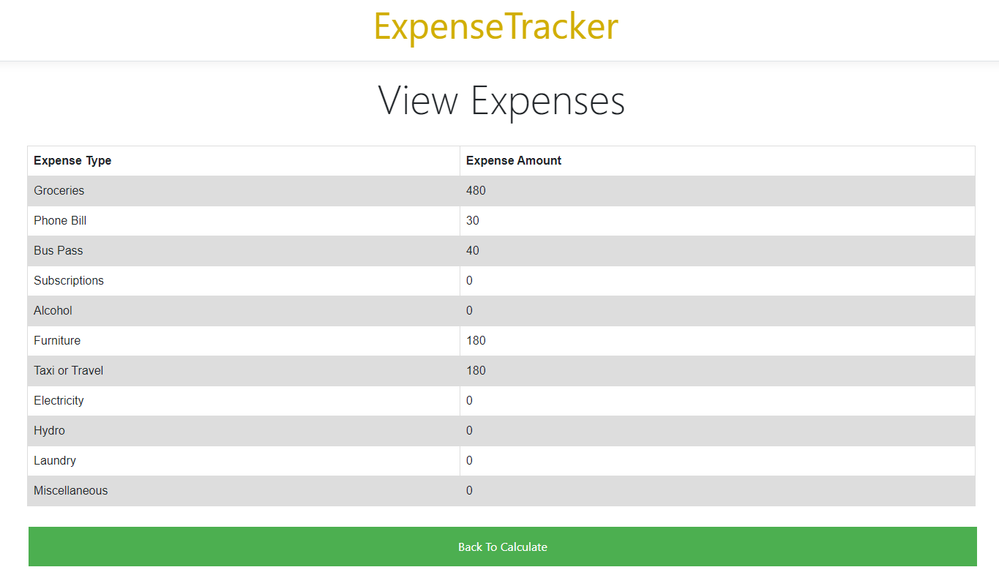 ExpenseTracker
View Expenses
Expense Type Expense Amount
Groceries 480
Phone Bill 30
Bus Pass 40
Subscriptions 0
Alcohol 0
Furniture 180
Taxi or Travel 180
Electricity 0
Hydro 0
Laundry 0
Miscellaneous 0
Back To Calculate